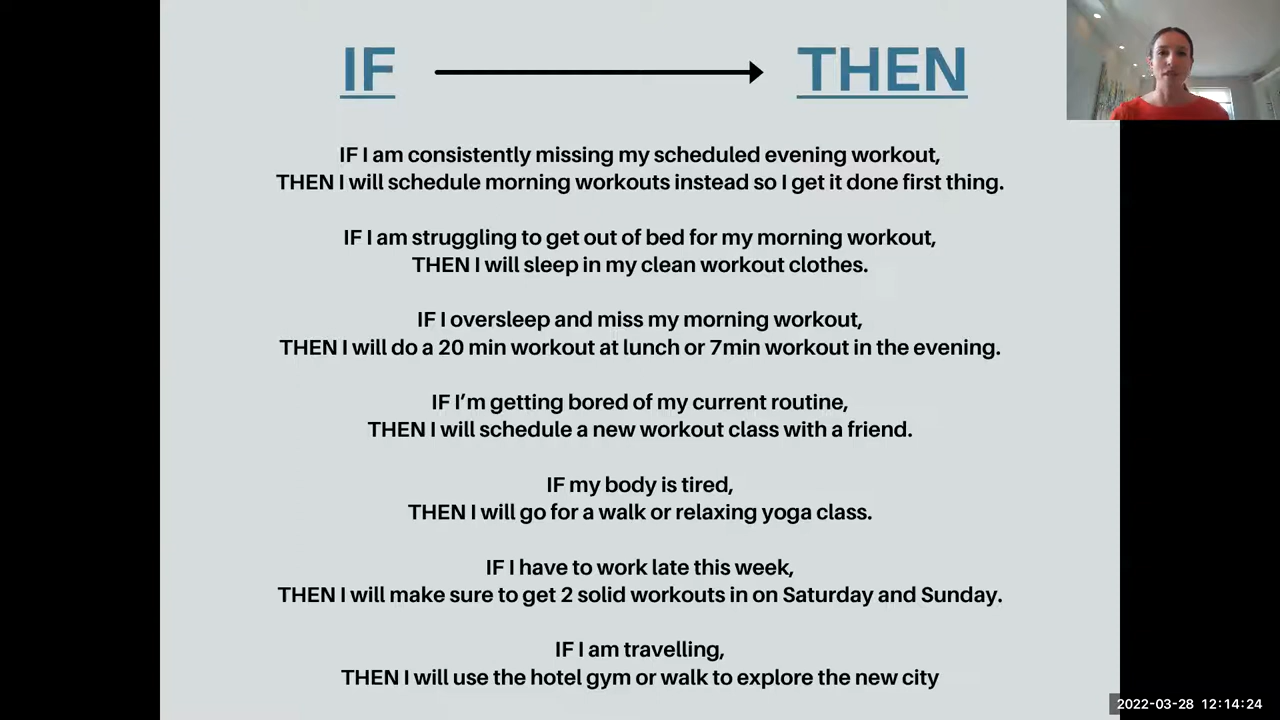 IF THEN
IF I am consistently missing my scheduled evening workout,
THEN I will schedule morning workouts instead so I get it done first thing.
IF I am struggling to get out of bed for my morning workout,
THEN I will sleep in my clean workout clothes.
IF I oversleep and miss my morning workout,
THEN I will do a 20 min workout at lunch or 7min workout in the evening.
IF I’m getting bored of my current routine,
THEN I will schedule a new workout class with a friend.
IF my body is tired,
THEN I will go for a walk or relaxing yoga class.
IF I have to work late this week,
THEN I will make sure to get 2 solid workouts in on Saturday and Sunday.
IF I am travelling,
THEN I will use the hotel gym or walk to explore the new city
2022-03-28 12:14:24